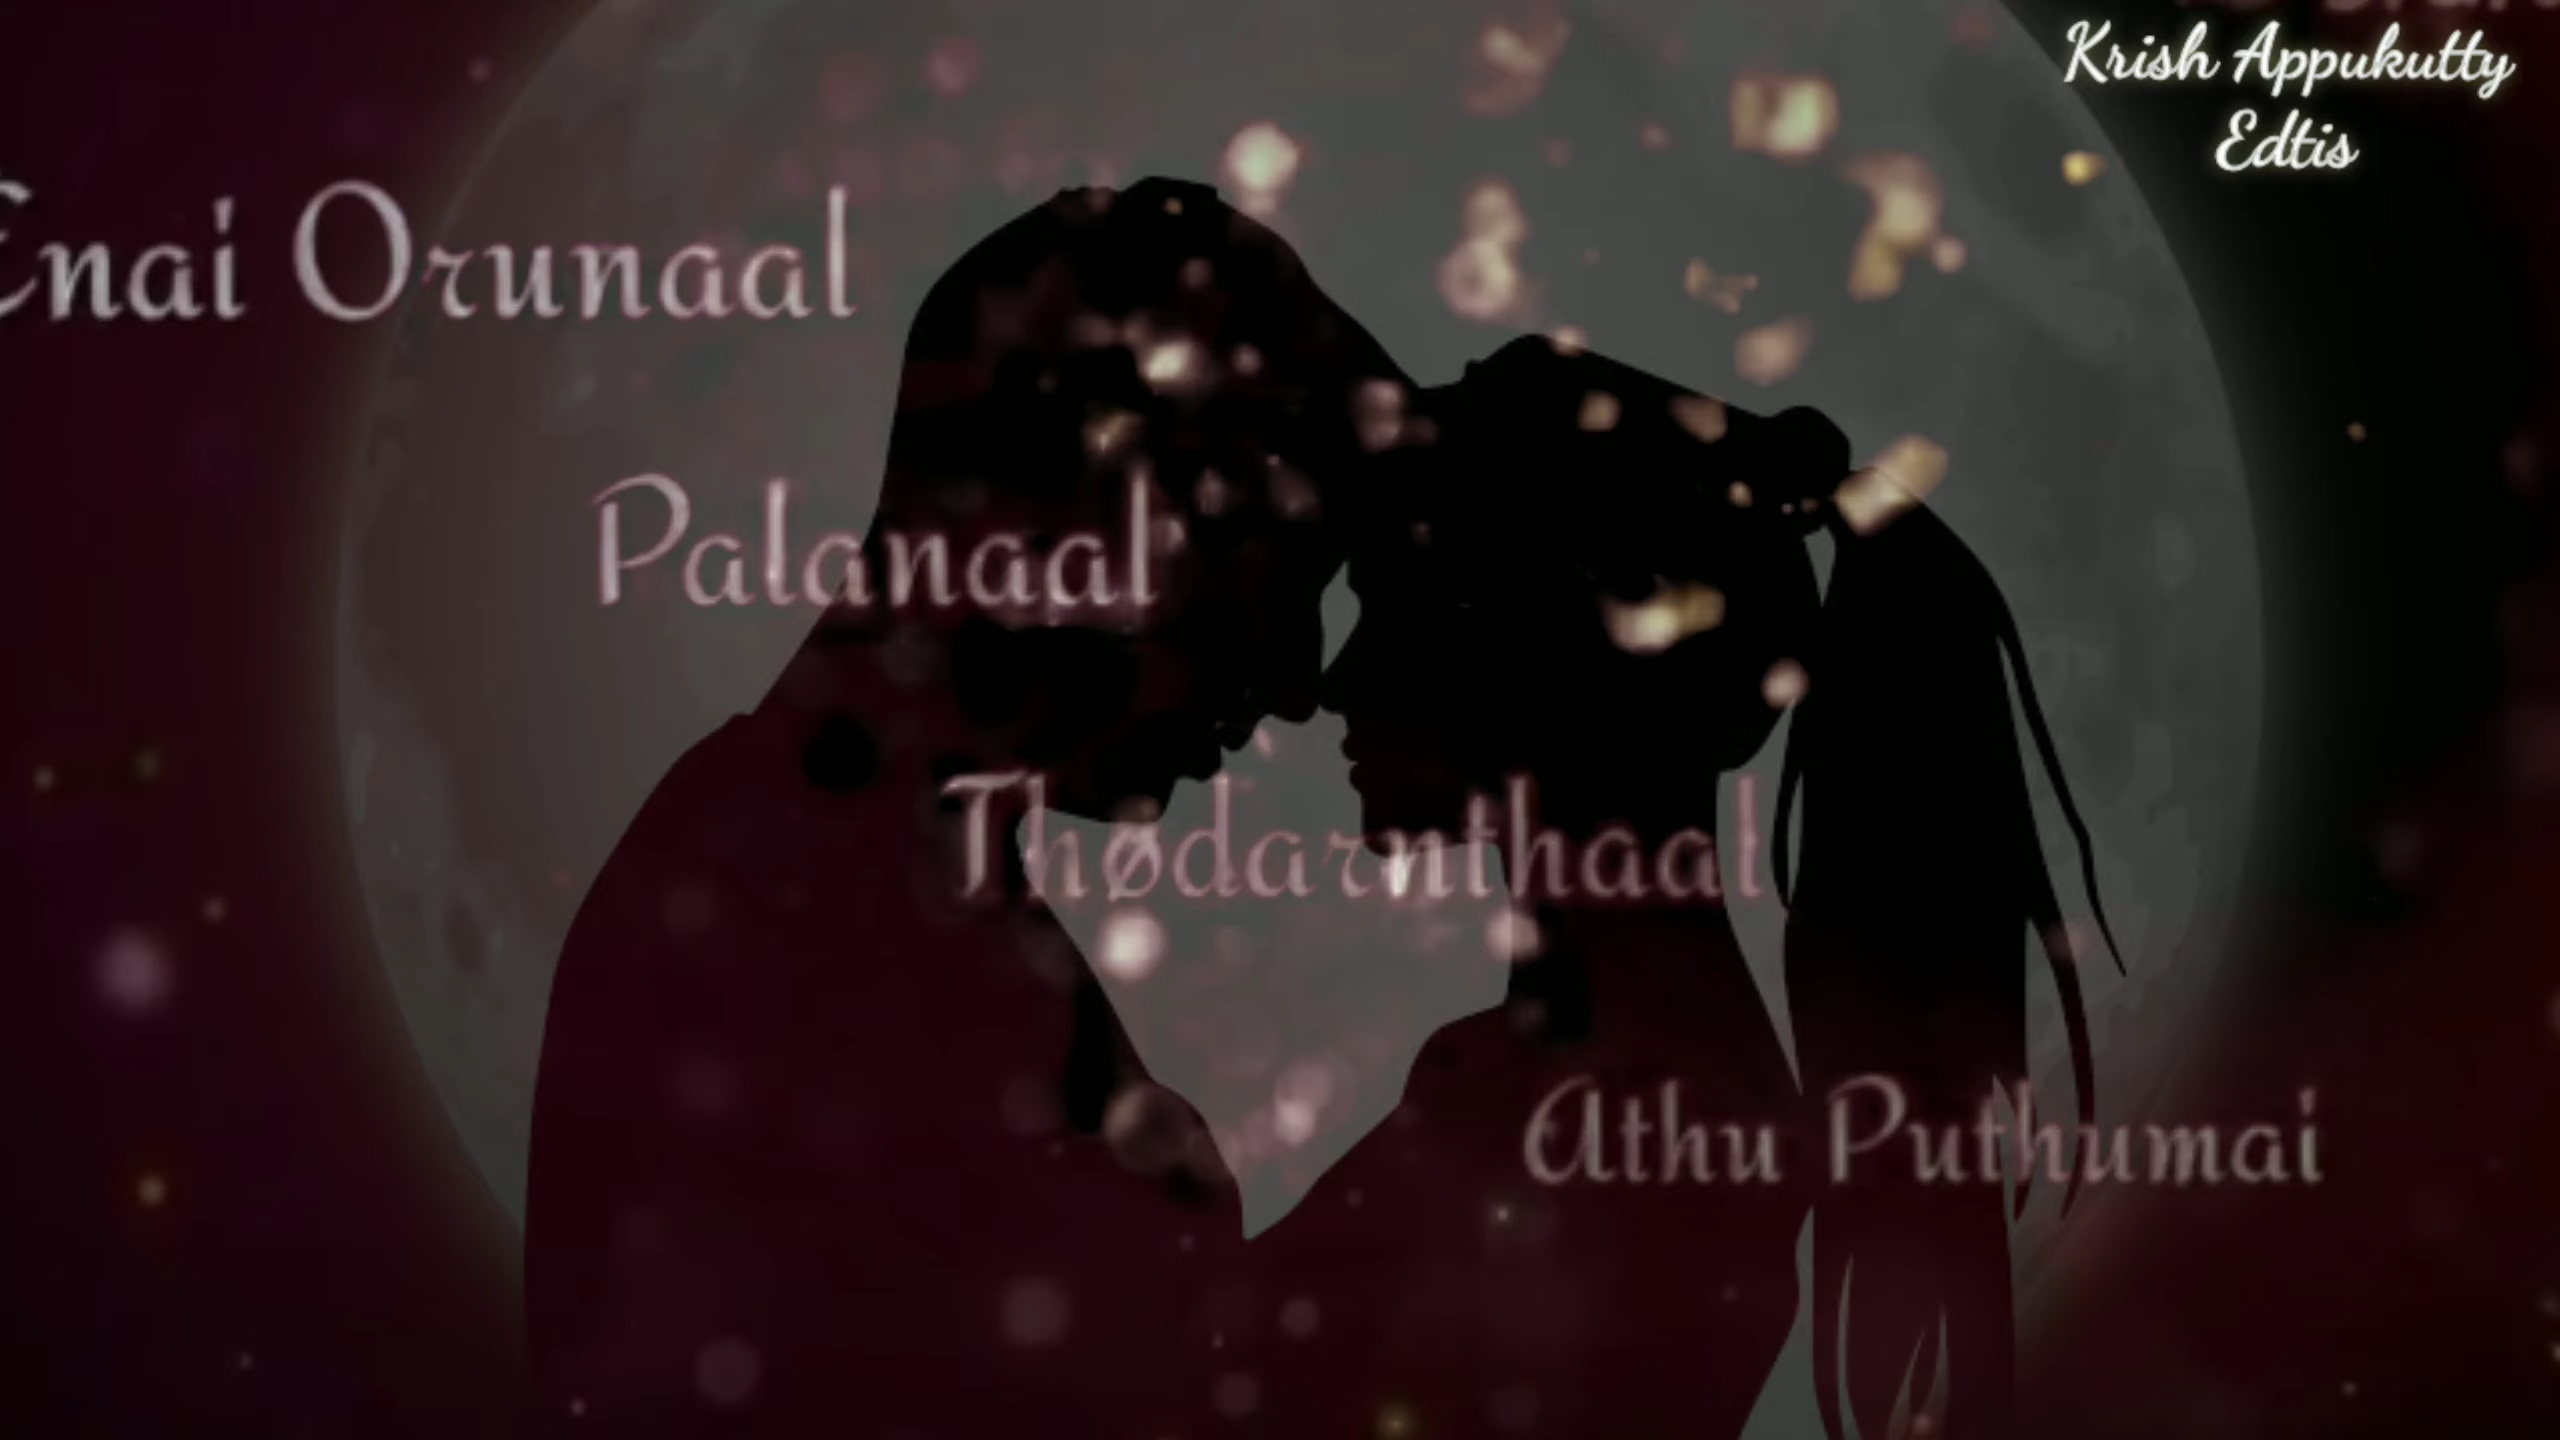 Krish Appukutty
Edtis
Enai Orunaal
Palanaal
Thødarnthaal
Athu Puthumai